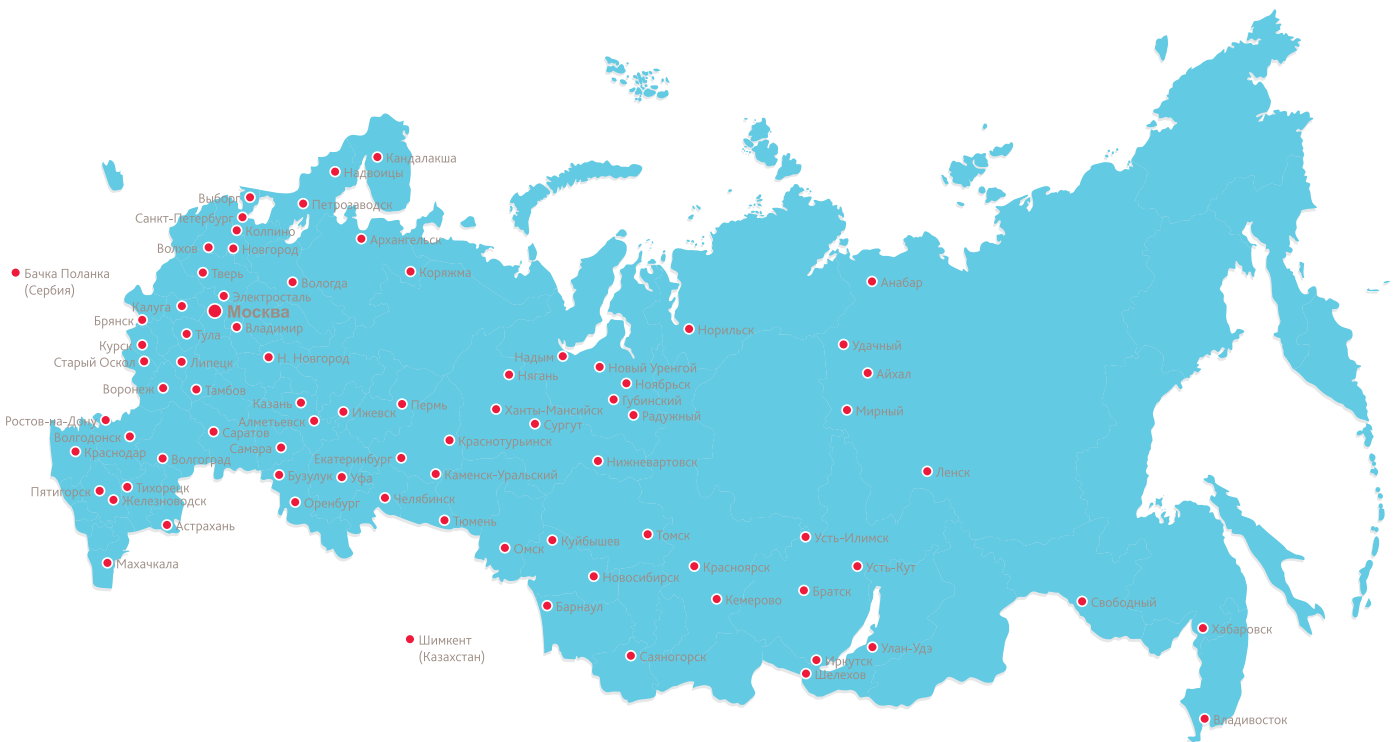 Кандалакша
Надвоицы
Выборг
Петрозаводск
Санкт-Петербург
Колпино
Архангельск
Волхов
Новгород
Бачка Поланка
(Сербия)
Тверь
Коряжма
Вологда
Анабар
Электросталь
Калуга
Москва
Брянск
Владимир
Норильск
Тула
Курск
Удачный
Старый Оскол
Липецк
Н. Новгород
Надым
Новый Уренгой
Нягань
Айхал
Ноябрьск
Воронеж
Тамбов
Губинский
Казань
Пермь
Ижевск
Ханты-Мансийск
Мирный
Радужный
Ростов-на-Дону
Алметьевск
Сургут
Саратов
Волгодонск
Краснотурьинск
Самара
Краснодар
Волгоград
Екатеринбург
Нижневартовск
Ленск
Бузулук
Уфа
Каменск-Уральский
Тихорецк
Пятигорск
Железноводск
Челябинск
Оренбург
Тюмень
Астрахань
Томск
Усть-Илимск
Куйбышев
Омск
Махачкала
Красноярск
Усть-Кут
Новосибирск
Братск
Кемерово
Свободный
Барнаул
Хабаровск
Шимкент
(Казахстан)
Улан-Удэ
Саяногорск
Иркутск
Шелехов
Владивосток